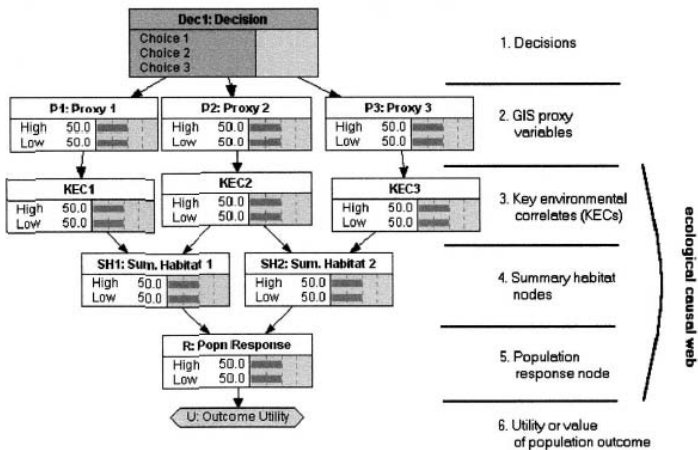 Dec1: Decision
Choice 1
Choice 2
Choice 3
1. Decisions
P1: Proxy 1
High 50.0
Low 50.0
P2: Proxy 2
High 50.0
Low 50.0
P3: Proxy 3
High 50.0
Low 50.0
2. GIS proxy
variables
KEC1
High 50.0
Low 50.0
KEC2
High 50.0
Low 50.0
KEC3
High 50.0
Low 50.0
3. Key environmental
correlates (KECs)
SH1: Sum. Habitat 1
High 50.0
Low 50.0
SH2: Sum. Habitat 2
High 50.0
Low 50.0
4. Summary habitat
nodes
R: Popn Response
High 50.0
Low 50.0
5. Population
response node
U: Outcome Utility
6. Utility or value
of population outcome
ecological causal web